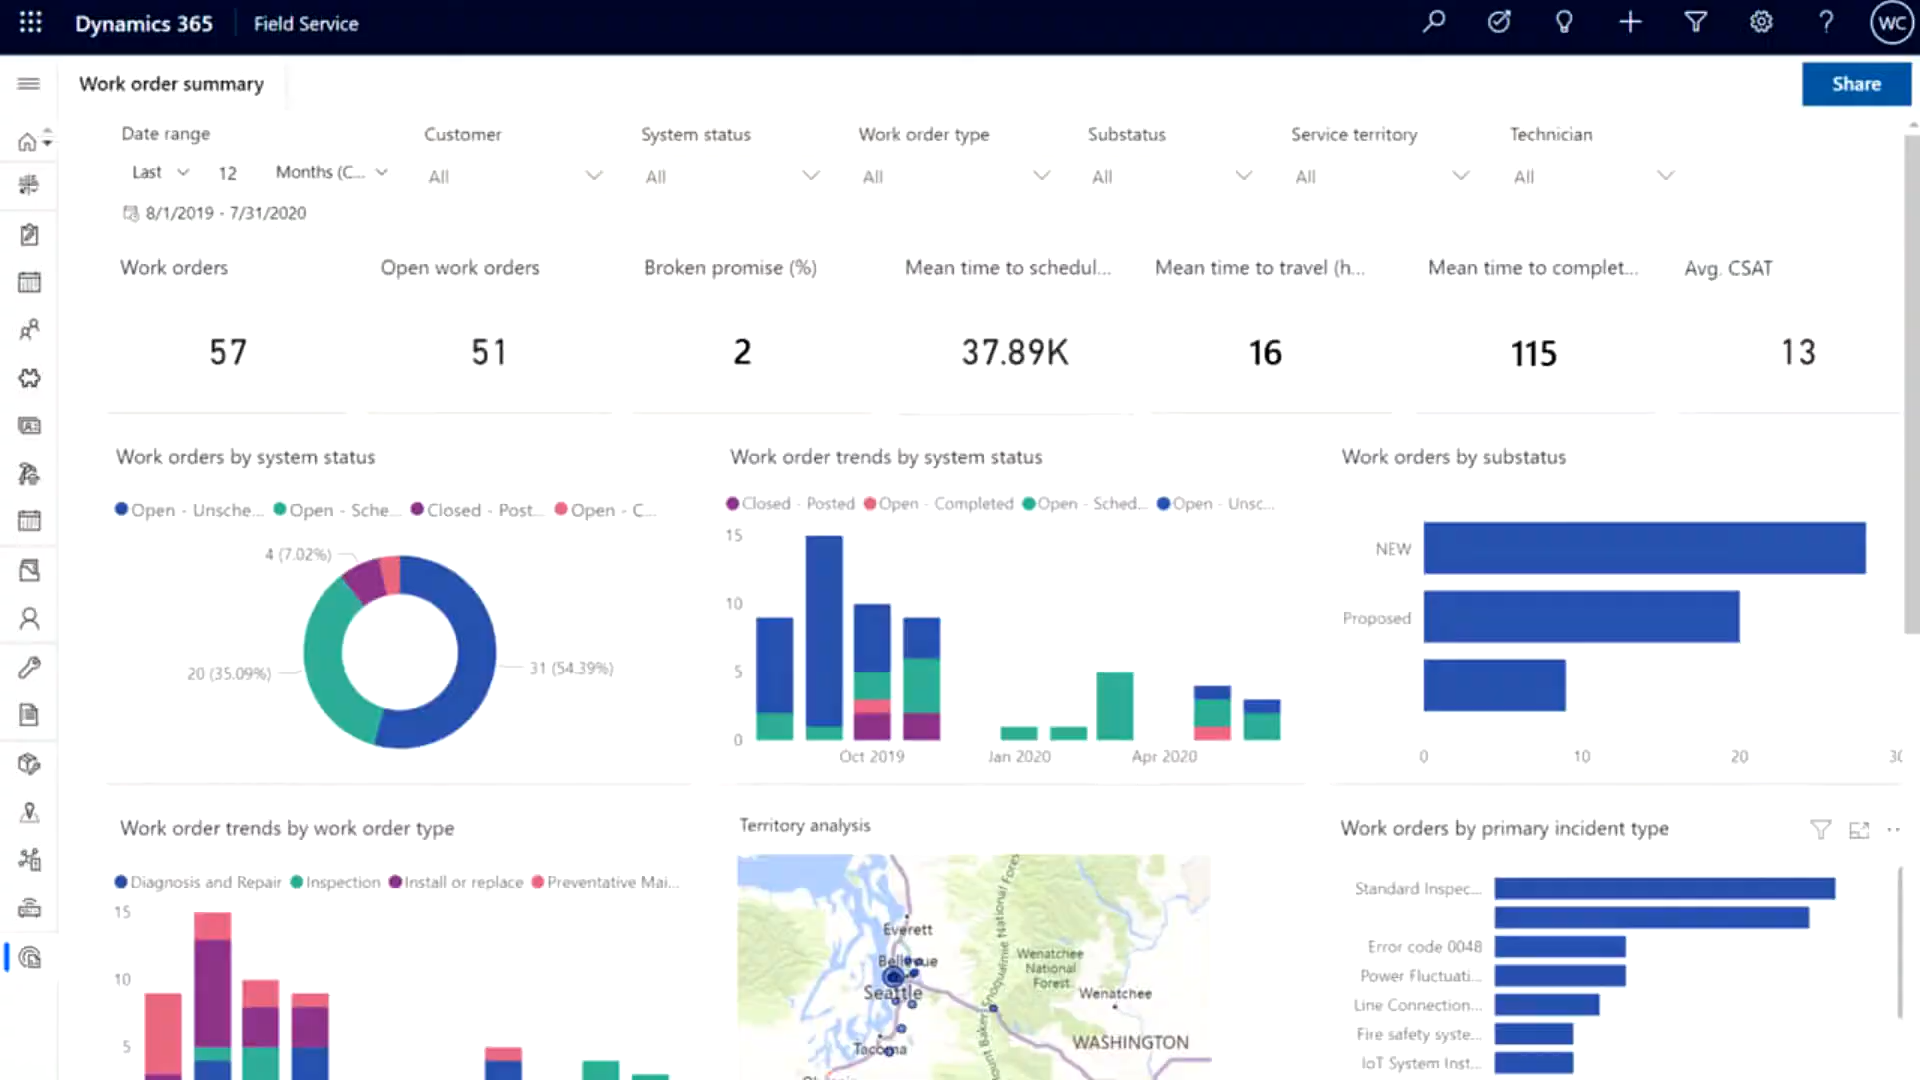 Dynamics 365
Field Service
WC
Work order summary
Share
Date range
Customer
System status
Work order type
Substatus
Service territory
Technician
Last
12
Months (C...
All
All
All
All
All
All
8/1/2019 - 7/31/2020
Work orders
Open work orders
Broken promise (%)
Mean time to schedul...
Mean time to travel (h...
Mean time to complet...
Avg. CSAT
57
51
2
37.89K
16
115
13
Work orders by system status
Open - Unsche...
Open - Sche...
Closed - Post...
Open - C...
4 (7.02%)
20 (35.09%)
31 (54.39%)
Work order trends by system status
Closed - Posted
Open - Completed
Open - Sched...
Open - Unsc...
15
10
5
0
Oct 2019
Jan 2020
Apr 2020
Work orders by substatus
NEW
Proposed
0
10
20
30
Work order trends by work order type
Diagnosis and Repair
Inspection
Install or replace
Preventative Mai...
15
10
5
Territory analysis
Everett
Bellevue
Seattle
Tacoma
Snoqualmie National Fores
Mount Baker
Wenatchee
National
Forest
Wenatchee
WASHINGTON
Work orders by primary incident type
Standard Inspec...
Error code 0048
Power Fluctuati...
Line Connection...
Fire safety syste...
IoT System Inst...